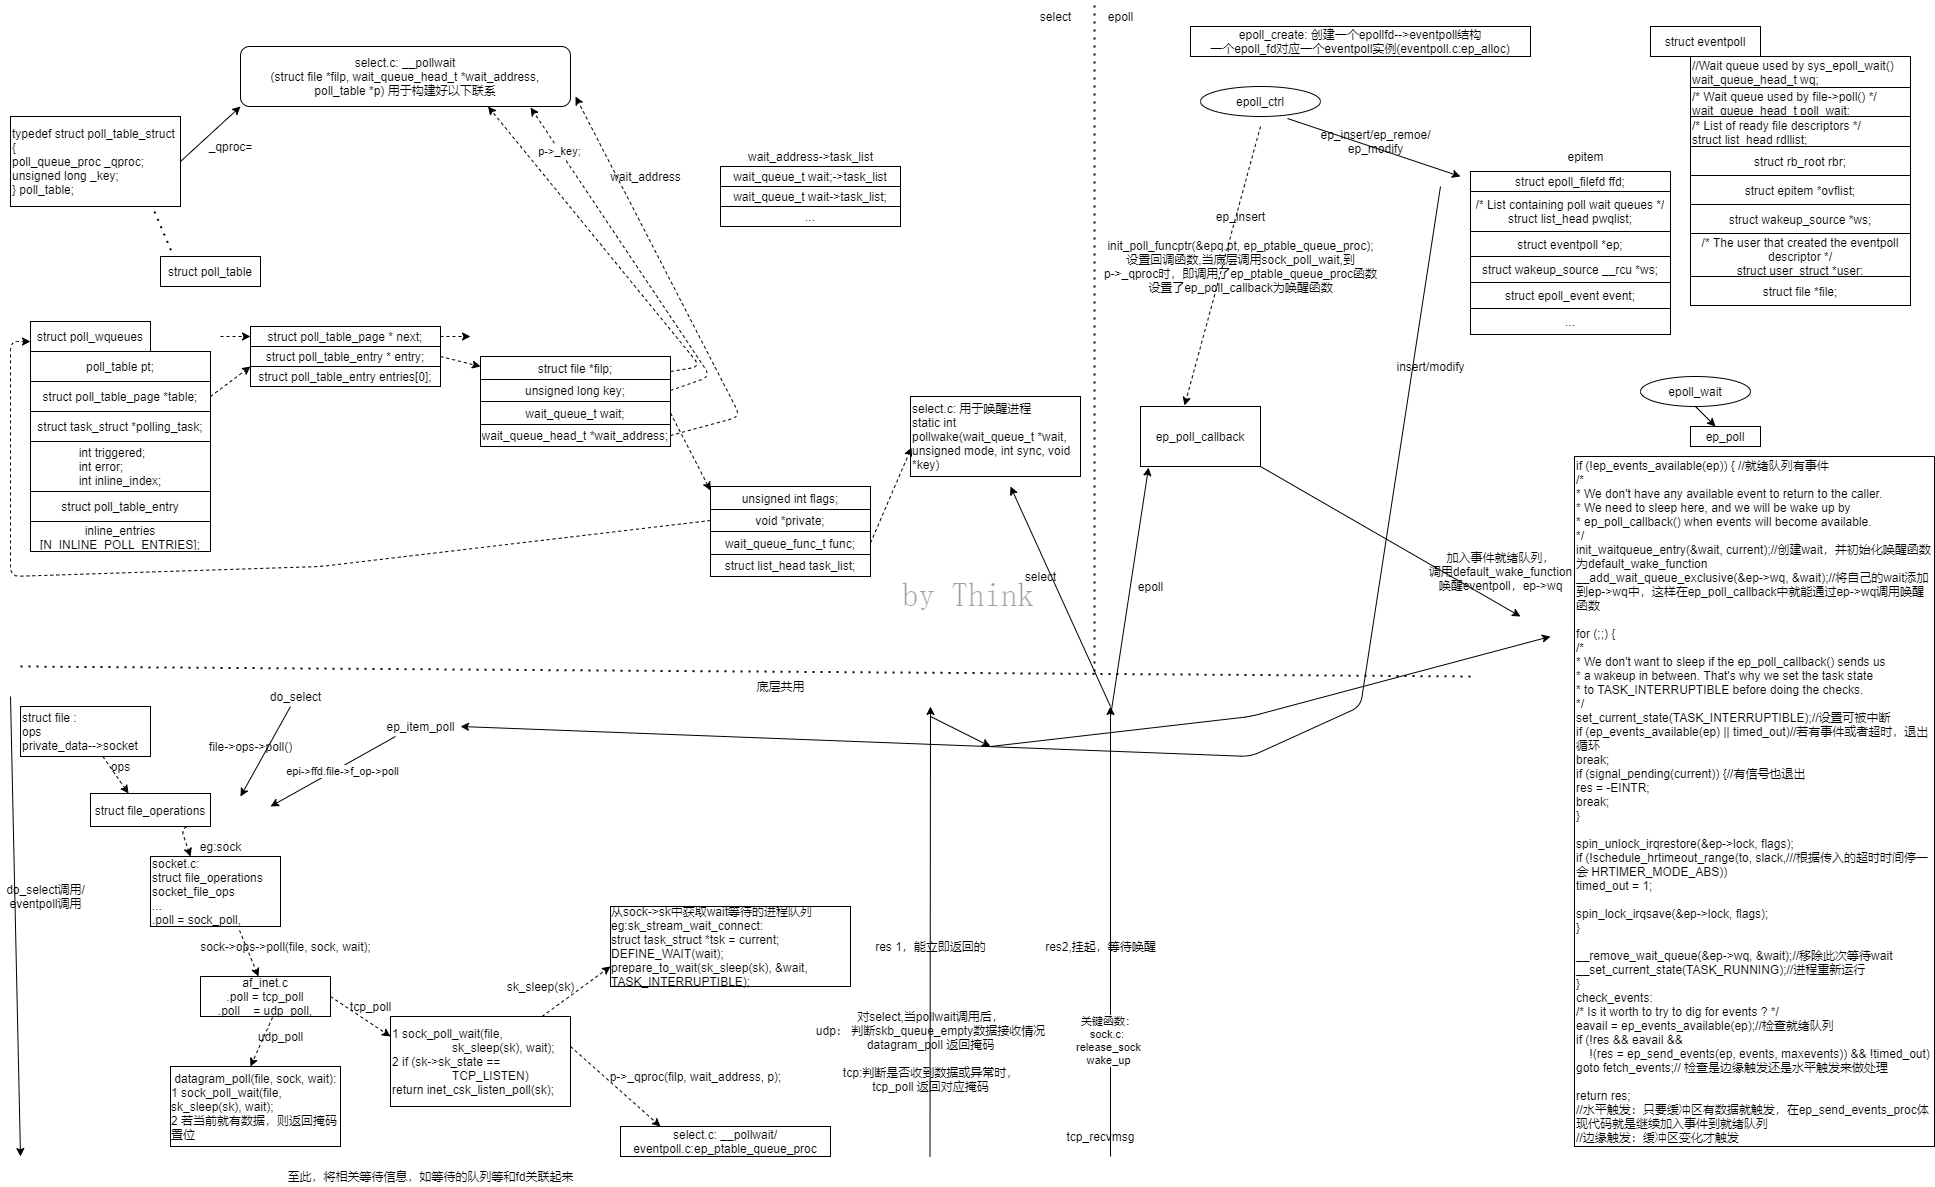 select
epoll
select.c: __pollwait
(struct file *filp, wait_queue_head_t *wait_address,
poll_table *p) 用于构建好以下联系
typedef struct poll_table_struct
{
poll_queue_proc _qproc;
unsigned long _key;
} poll_table;
_qproc=
struct poll_table
p->_key;
wait_address
wait_address->task_list
wait_queue_t wait;->task_list
wait_queue_t wait->task_list;
...
struct poll_wqueues
poll_table pt;
struct poll_table_page *table;
struct task_struct *polling_task;
int triggered;
int error;
int inline_index;
struct poll_table_entry
inline_entries
[N_INLINE_POLL_ENTRIES];
struct poll_table_page * next;
struct poll_table_entry * entry;
struct poll_table_entry entries[0];
struct file *filp;
unsigned long key;
wait_queue_t wait;
wait_queue_head_t *wait_address;
unsigned int flags;
void *private;
wait_queue_func_t func;
struct list_head task_list;
select.c: 用于唤醒进程
static int
pollwake(wait_queue_t *wait,
unsigned mode, int sync, void
*key)
by Think
select
epoll
epoll_create: 创建一个epollfd-->eventpoll结构
一个epoll_fd对应一个eventpoll实例(eventpoll.c:ep_alloc)
epoll_ctrl
ep_insert/ep_remoe/
ep_modify
ep_insert
init_poll_funcptr(&epq.pt, ep_ptable_queue_proc);
设置回调函数,当底层调用sock_poll_wait,到
p->_qproc时，即调用了ep_ptable_queue_proc函数
设置了ep_poll_callback为唤醒函数
ep_poll_callback
insert/modify
加入事件就绪队列，
调用default_wake_function
唤醒eventpoll，ep->wq
epitem
struct epoll_filefd ffd;
/* List containing poll wait queues */
struct list_head pwqlist;
struct eventpoll *ep;
struct wakeup_source __rcu *ws;
struct epoll_event event;
...
struct eventpoll
//Wait queue used by sys_epoll_wait()
wait_queue_head_t wq;
/* Wait queue used by file->poll() */
wait_queue_head_t poll_wait;
/* List of ready file descriptors */
struct list_head rdllist;
struct rb_root rbr;
struct epitem *ovflist;
struct wakeup_source *ws;
/* The user that created the eventpoll
descriptor */
struct user_struct *user;
struct file *file;
epoll_wait
ep_poll
if (!ep_events_available(ep)) { //就绪队列有事件
/*
* We don't have any available event to return to the caller.
* We need to sleep here, and we will be wake up by
* ep_poll_callback() when events will become available.
*/
init_waitqueue_entry(&wait, current);//创建wait，并初始化唤醒函数
为default_wake_function
__add_wait_queue_exclusive(&ep->wq, &wait);//将自己的wait添加
到ep->wq中，这样在ep_poll_callback中就能通过ep->wq调用唤醒
函数
for (;;) {
/*
* We don't want to sleep if the ep_poll_callback() sends us
* a wakeup in between. That's why we set the task state
* to TASK_INTERRUPTIBLE before doing the checks.
*/
set_current_state(TASK_INTERRUPTIBLE);//设置可被中断
if (ep_events_available(ep) || timed_out)//若有事件或者超时，退出
循环
break;
if (signal_pending(current)) {//有信号也退出
res = -EINTR;
break;
}
spin_unlock_irqrestore(&ep->lock, flags);
if (!schedule_hrtimeout_range(to, slack,///根据传入的超时时间停一
会 HRTIMER_MODE_ABS))
timed_out = 1;
spin_lock_irqsave(&ep->lock, flags);
}
__remove_wait_queue(&ep->wq, &wait);//移除此次等待wait
__set_current_state(TASK_RUNNING);//进程重新运行
}
check_events:
/* Is it worth to try to dig for events ? */
eavail = ep_events_available(ep);//检查就绪队列
if (!res && eavail &&
!(res = ep_send_events(ep, events, maxevents)) && !timed_out)
goto fetch_events;// 检查是边缘触发还是水平触发来做处理
return res;
//水平触发：只要缓冲区有数据就触发，在ep_send_events_proc体
现代码就是继续加入事件到就绪队列
//边缘触发：缓冲区变化才触发
底层共用
struct file :
ops
private_data-->socket
ops
do_select
file->ops->poll()
ep_item_poll
epi->ffd.file->f_op->poll
struct file_operations
eg:sock
socket.c:
struct file_operations
socket_file_ops
...
.poll = sock_poll,
do_select调用/
eventpoll调用
sock->ops->poll(file, sock, wait);
af_inet.c
.poll = tcp_poll
.poll = udp_poll,
udp_poll
tcp_poll
datagram_poll(file, sock, wait):
1 sock_poll_wait(file,
sk_sleep(sk), wait);
2 若当前就有数据，则返回掩码
置位
1 sock_poll_wait(file,
sk_sleep(sk), wait);
2 if (sk->sk_state ==
TCP_LISTEN)
return inet_csk_listen_poll(sk);
sk_sleep(sk)
从sock->sk中获取wait等待的进程队列
eg:sk_stream_wait_connect:
struct task_struct *tsk = current;
DEFINE_WAIT(wait);
prepare_to_wait(sk_sleep(sk), &wait,
TASK_INTERRUPTIBLE);
p->_qproc(filp, wait_address, p);
select.c: __pollwait/
eventpoll.c:ep_ptable_queue_proc
至此，将相关等待信息，如等待的队列等和fd关联起来
res 1，能立即返回的
对select,当pollwait调用后，
udp： 判断skb_queue_empty数据接收情况
datagram_poll 返回掩码
tcp:判断是否收到数据或异常时，
tcp_poll 返回对应掩码
res2,挂起，等待唤醒
关键函数：
sock.c:
release_sock
wake_up
tcp_recvmsg